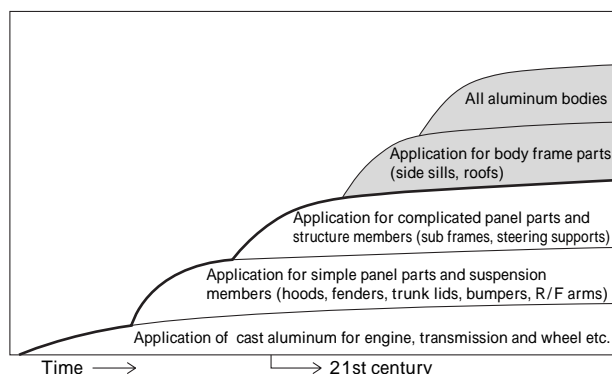 All aluminum bodies
Application for body frame parts
(side sills, roofs)
Application for complicated panel parts and
structure members (sub frames, steering supports)
Application for simple panel parts and suspension
members (hoods, fenders, trunk lids, bumpers, R/F arms)
Application of cast aluminum for engine, transmission and wheel etc.
Time
21st century